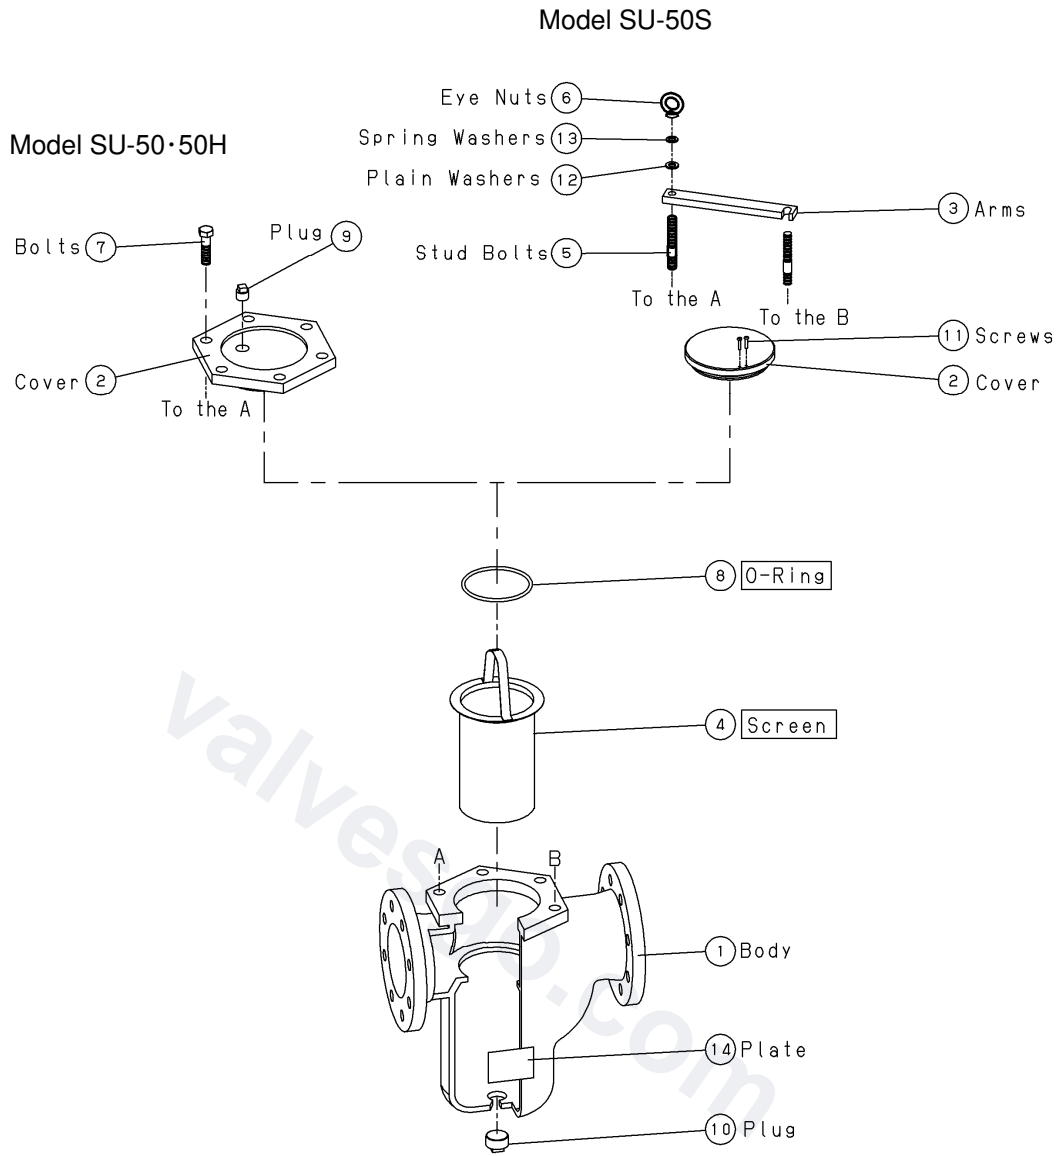 Model SU-50S
Eye Nuts 6
Spring Washers 13
Model SU-50・50H
Plain Washers 12
3 Arms
Plug 9
Bolts 7
Stud Bolts 5
To the A
To the B
11 Screws
Cover 2
2 Cover
To the A
8 O-Ring
4 Screen
A
B
1 Body
14 Plate
10 Plug
valvesgo.com